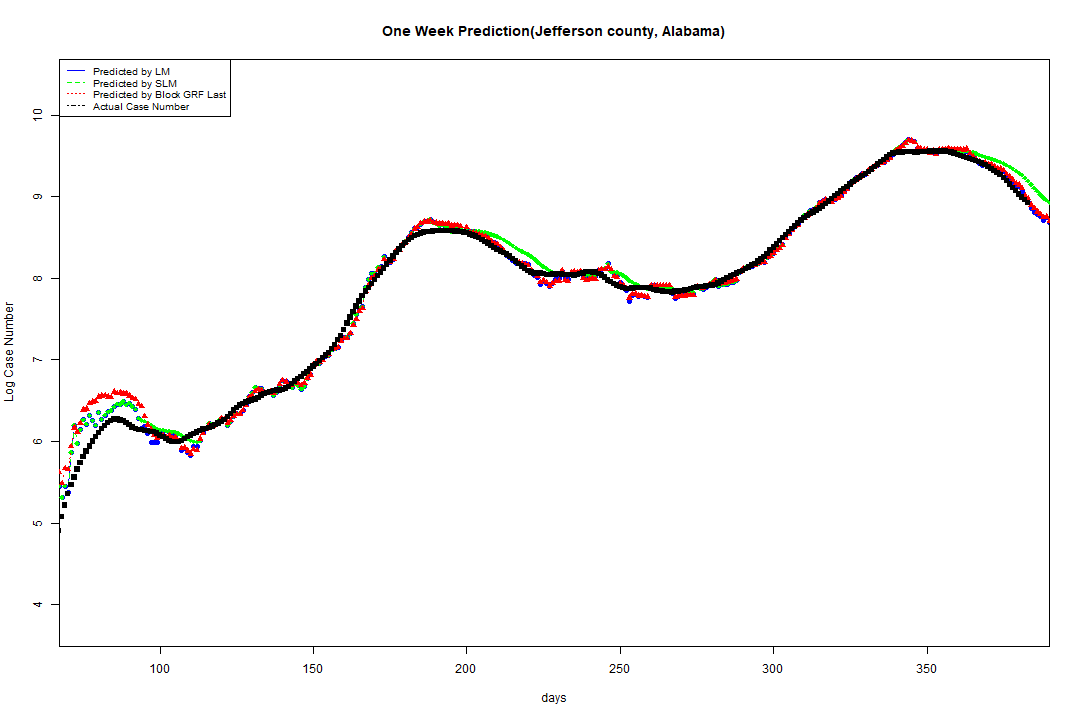 One Week Prediction(Jefferson county, Alabama)
Predicted by LM
Predicted by SLM
Predicted by Block GRF Last
Actual Case Number
10
9
8
7
6
5
4
Log Case Number
100 150 200 250 300 350
days